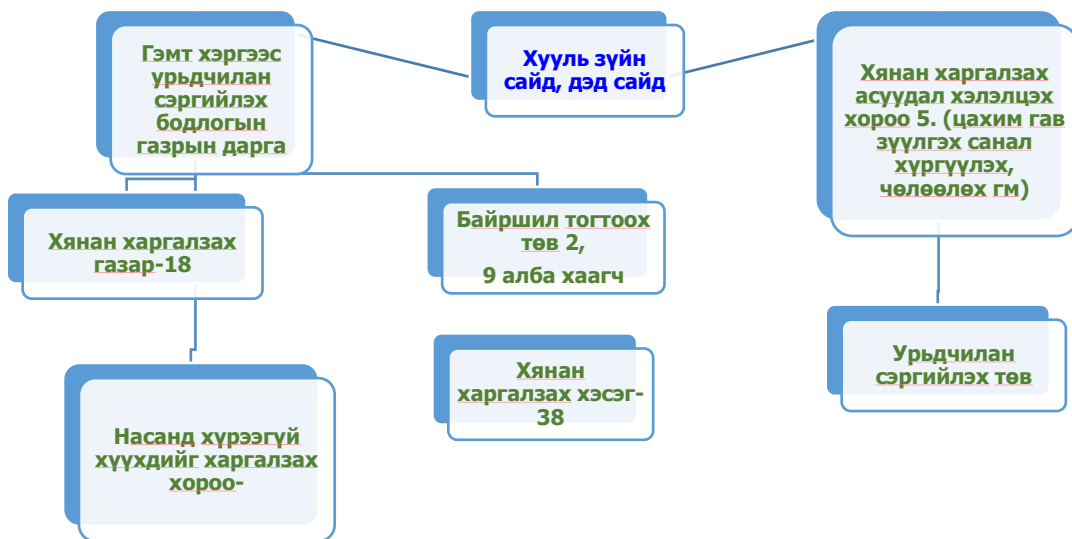 Гэмт хэргээс
урьдчилан
сэргийлэх
бодлогын
газрын дарга
Хууль зүйн
сайд, дэд сайд
Хянан харгалзах
асуудал хэлэлцэх
хороо 5. (цахим гав
зүүлгэх санал
хүргүүлэх,
чөлөөлөх гм)
Хянан харгалзах
газар-18
Байршил тогтоох
төв 2,
9 алба хаагч
Хянан
харгалзах хэсэг-
38
Урьдчилан
сэргийлэх төв
Насанд хүрээгүй
хүүхдийг харгалзах
хороо-